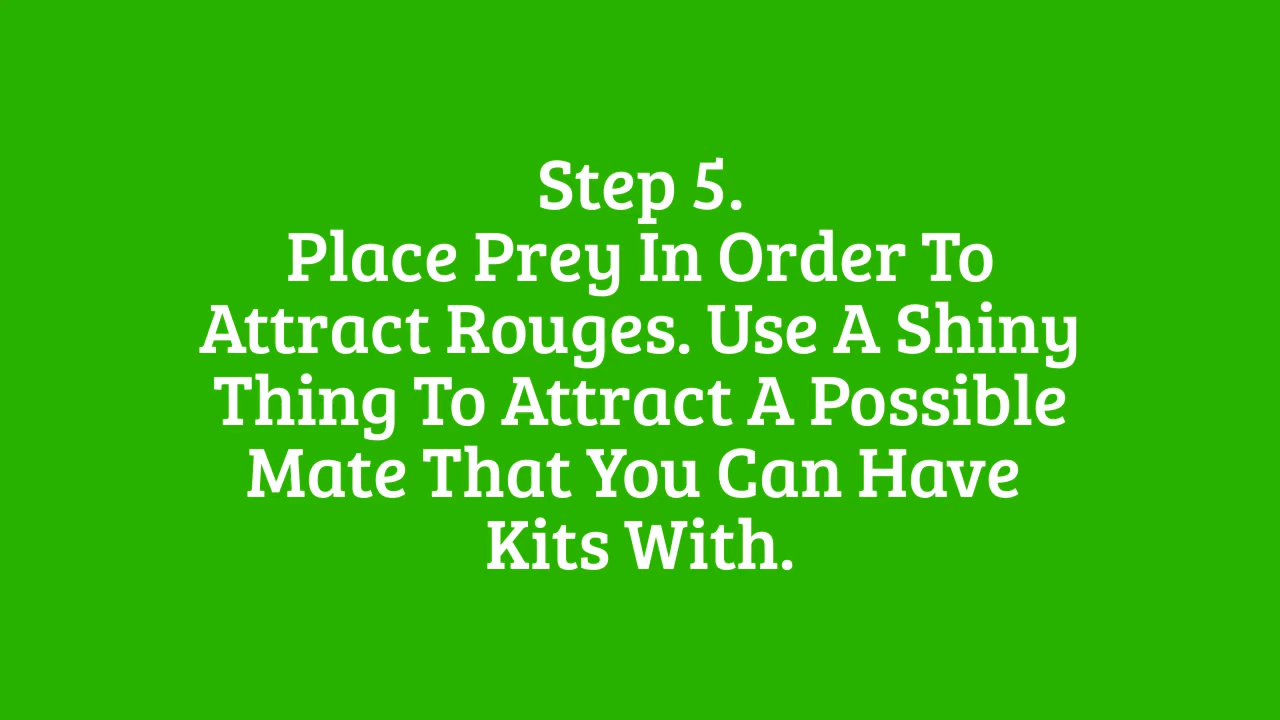 Step 5.
Place Prey In Order To
Attract Rouges. Use A Shiny
Thing To Attract A Possible
Mate That You Can Have
Kits With.